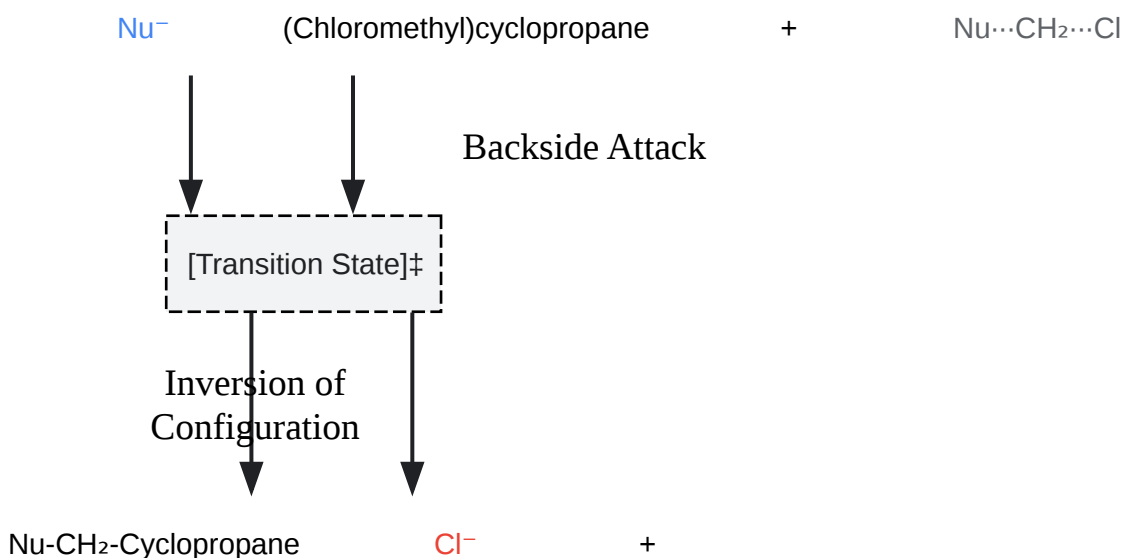 Nu⁻ (Chloromethyl)cyclopropane + Nu···CH₂···Cl
Backside Attack
[Transition State]‡
Inversion of
Configuration
Nu-CH₂-Cyclopropane Cl⁻ +